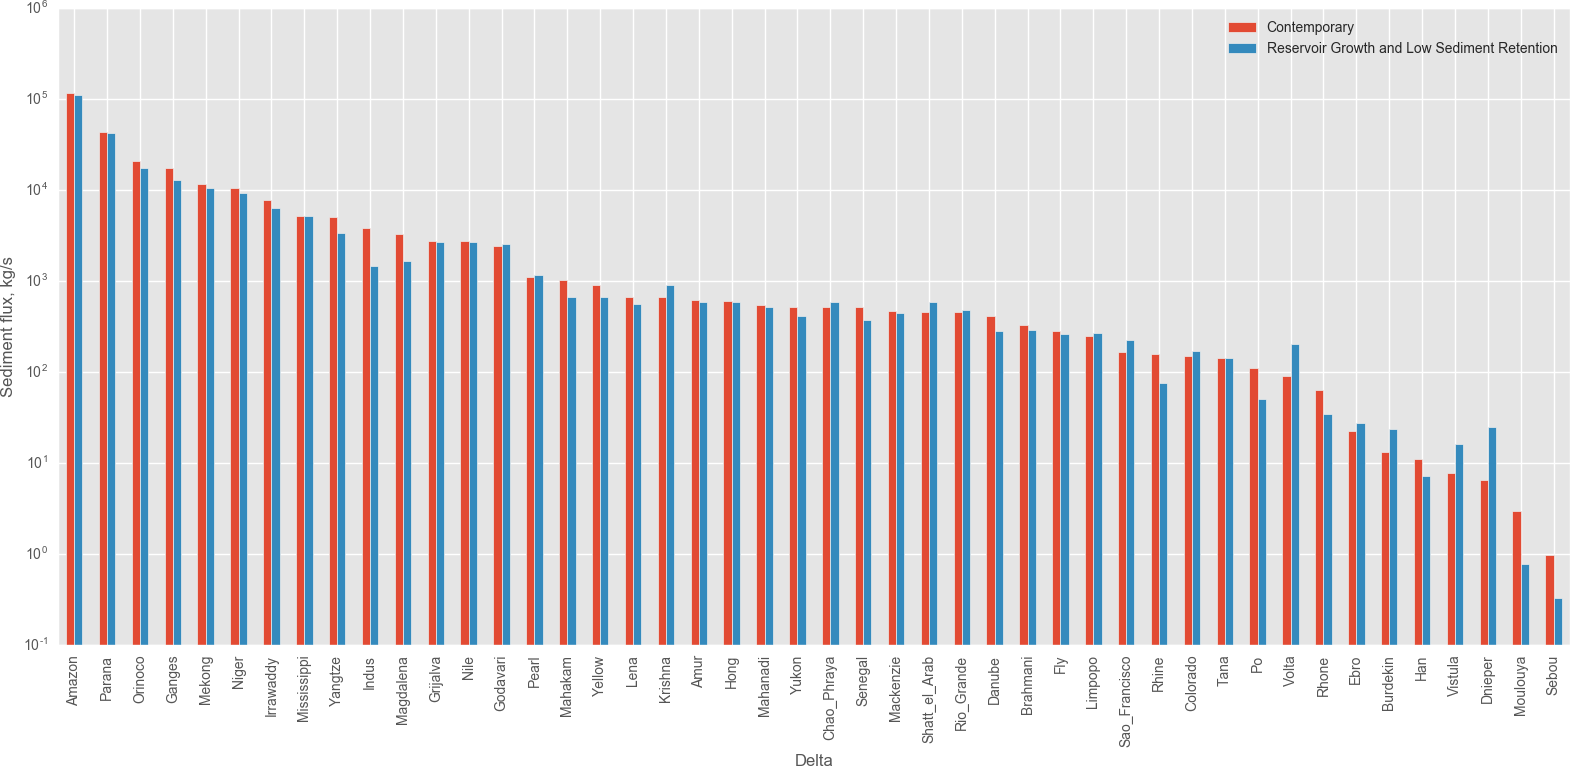 10^6
10^5
10^4
10^3
10^2
10^1
10^0
10^-1
Sediment flux, kg/s
Contemporary
Reservoir Growth and Low Sediment Retention
Amazon
Parana
Orinoco
Ganges
Mekong
Niger
Irrawaddy
Mississippi
Yangtze
Indus
Magdalena
Grijalva
Nile
Godavari
Pearl
Mahakam
Yellow
Lena
Krishna
Amur
Hong
Mahanadi
Yukon
Chao_Phraya
Senegal
Mackenzie
Shatt_el_Arab
Rio_Grande
Danube
Brahmani
Fly
Limpopo
Sao_Francisco
Rhine
Colorado
Tana
Po
Volta
Rhone
Ebro
Burdekin
Han
Vistula
Dnieper
Moulouya
Sebou
Delta